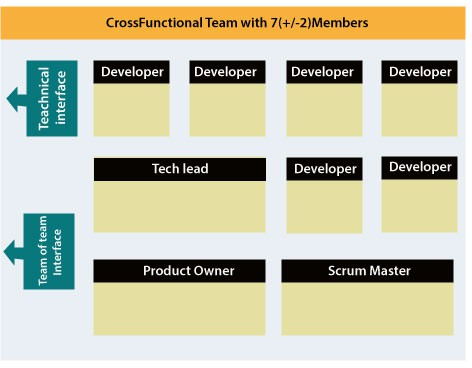 CrossFunctional Team with 7(+/-2)Members
Teachnical
interface
Developer
Developer
Developer
Developer
Tech lead
Developer
Developer
Team of team
Interface
Product Owner
Scrum Master